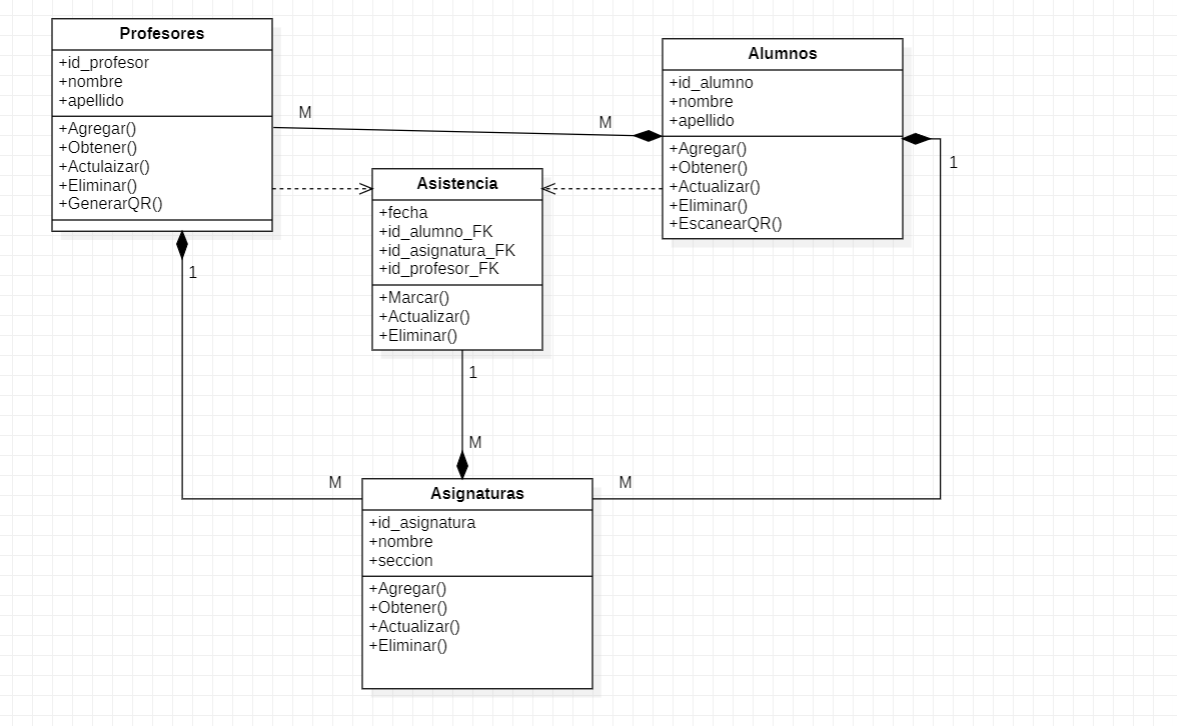 Profesores
+id_profesor
+nombre
+apellido
+Agregar()
+Obtener()
+Actulaizar()
+Eliminar()
+GenerarQR()
M
M
Alumnos
+id_alumno
+nombre
+apellido
+Agregar()
+Obtener()
+Actualizar()
+Eliminar()
+EscanearQR()
1
Asistencia
+fecha
+id_alumno_FK
+id_asignatura_FK
+id_profesor_FK
+Marcar()
+Actualizar()
+Eliminar()
1
1
M
M
M
Asignaturas
+id_asignatura
+nombre
+seccion
+Agregar()
+Obtener()
+Actualizar()
+Eliminar()